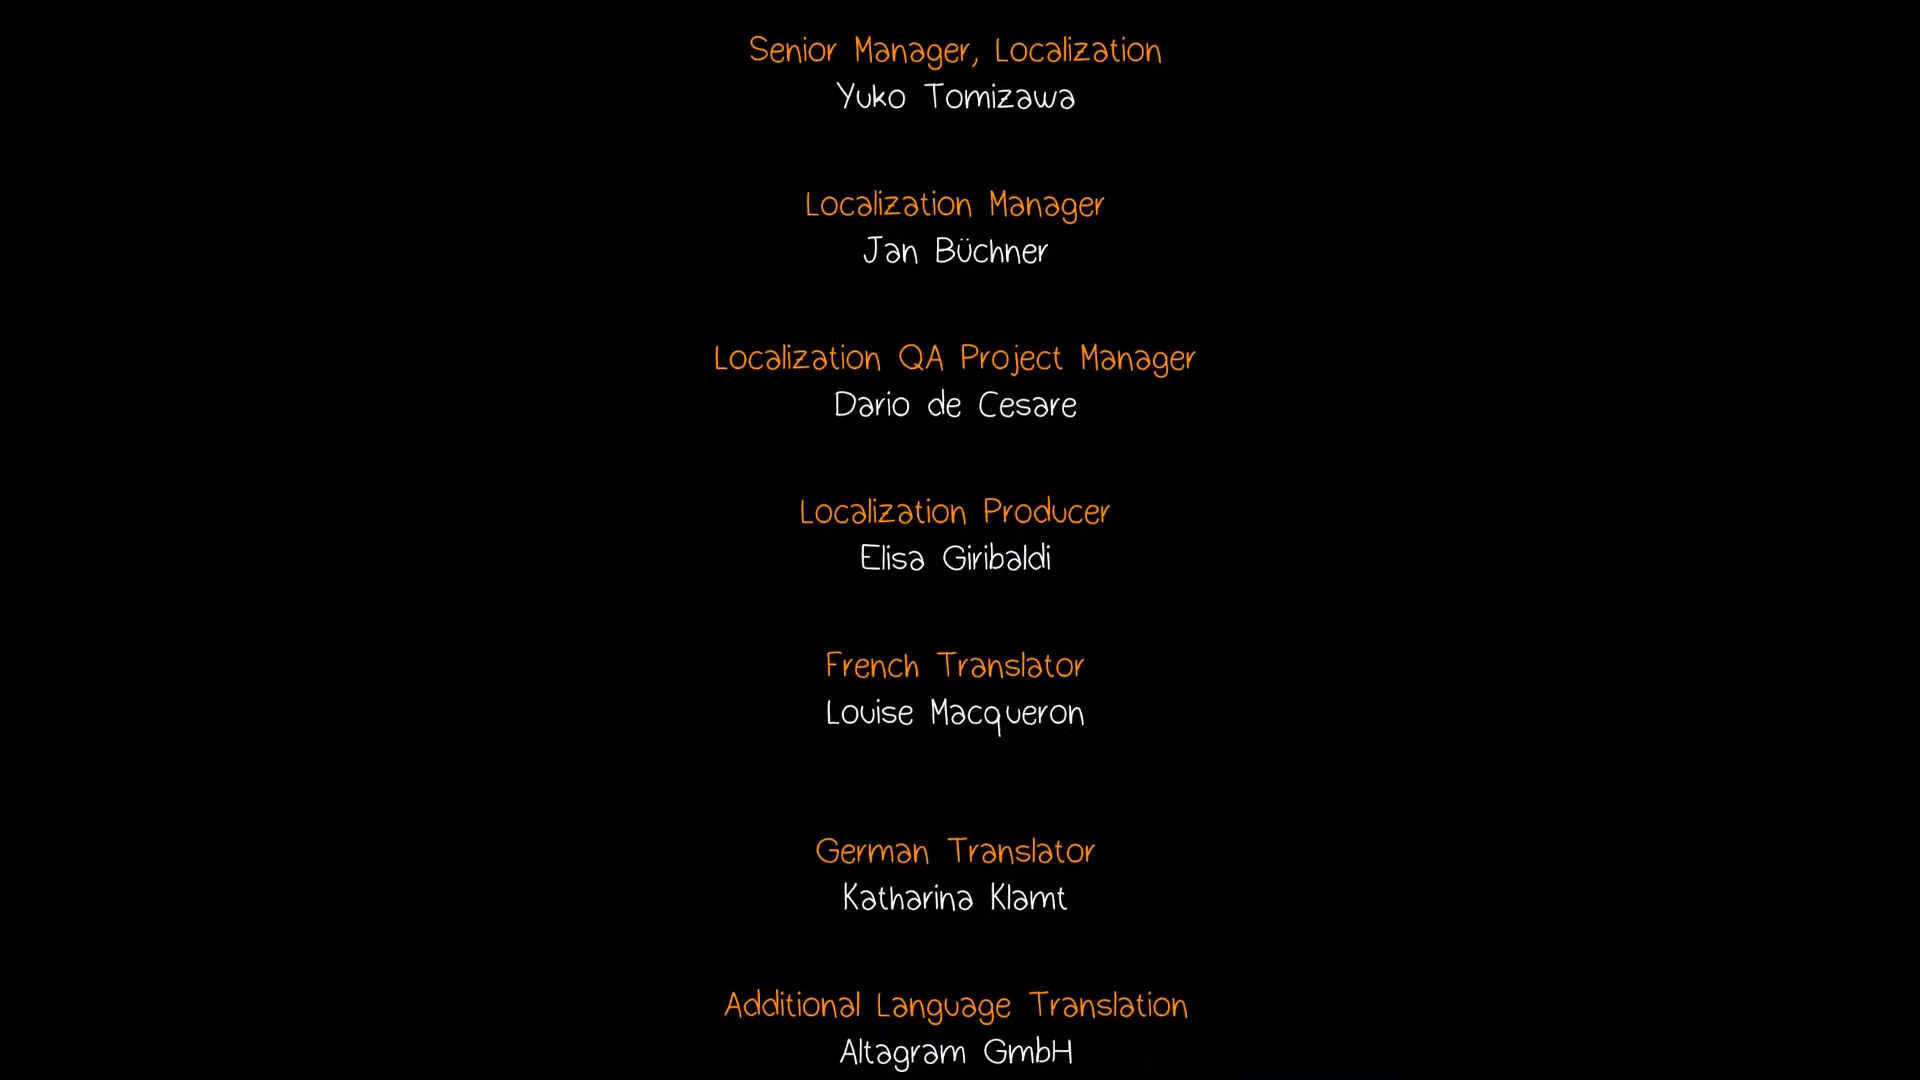 Senior Manager, Localization
Yuko Tomizawa
Localization Manager
Jan Büchner
Localization QA Project Manager
Dario de Cesare
Localization Producer
Elisa Giribaldi
French Translator
Louise Macqueron
German Translator
Katharina Klamt
Additional Language Translation
Altagram GmbH